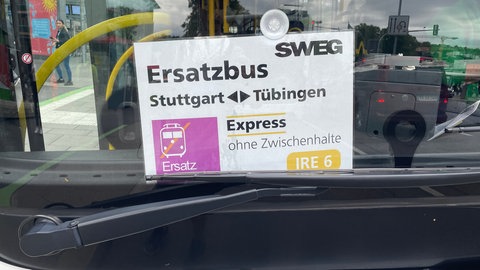 SWEG
Ersatzbus
Stuttgart ◀▶ Tübingen
Express
ohne Zwischenhalte
Ersatz
IRE 6